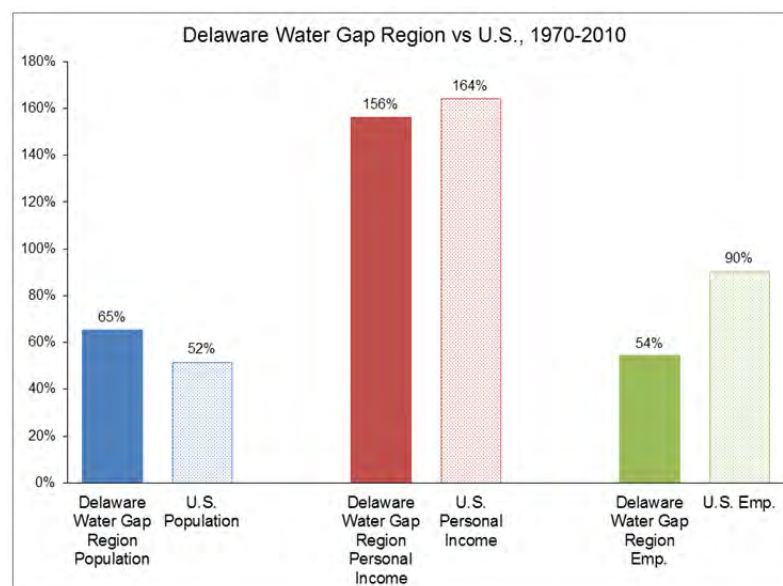 Delaware Water Gap Region vs U.S., 1970-2010
180%
160%
140%
120%
100%
80%
60%
40%
20%
0%
65%
52%
156%
164%
54%
90%
Delaware
Water Gap
Region
Population
U.S.
Population
Delaware
Water Gap
Region
Personal
Income
U.S.
Personal
Income
Delaware
Water Gap
Region
Emp.
U.S. Emp.